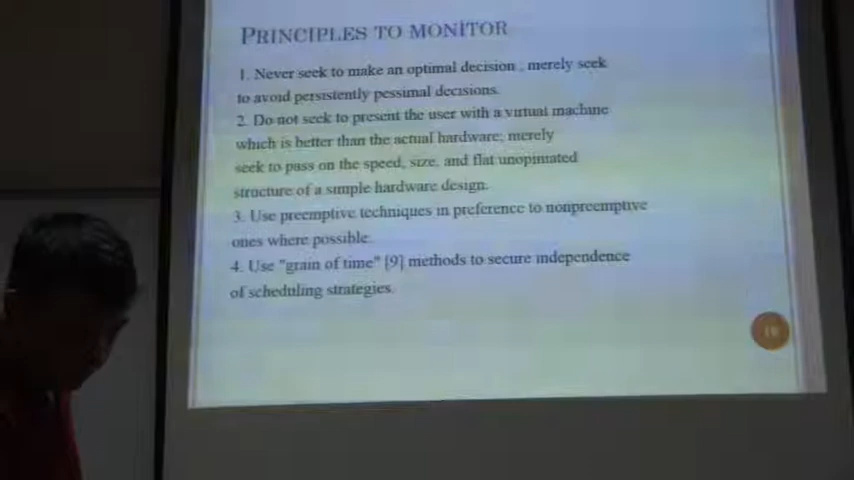 PRINCIPLES TO MONITOR
1. Never seek to make an optimal decision ; merely seek
to avoid persistently pessimal decisions.
2. Do not seek to present the user with a virtual machine
which is better than the actual hardware; merely
seek to pass on the speed, size, and flat unopiniated
structure of a simple hardware design.
3. Use preemptive techniques in preference to nonpreemptive
ones where possible.
4. Use "grain of time" [9] methods to secure independence
of scheduling strategies.